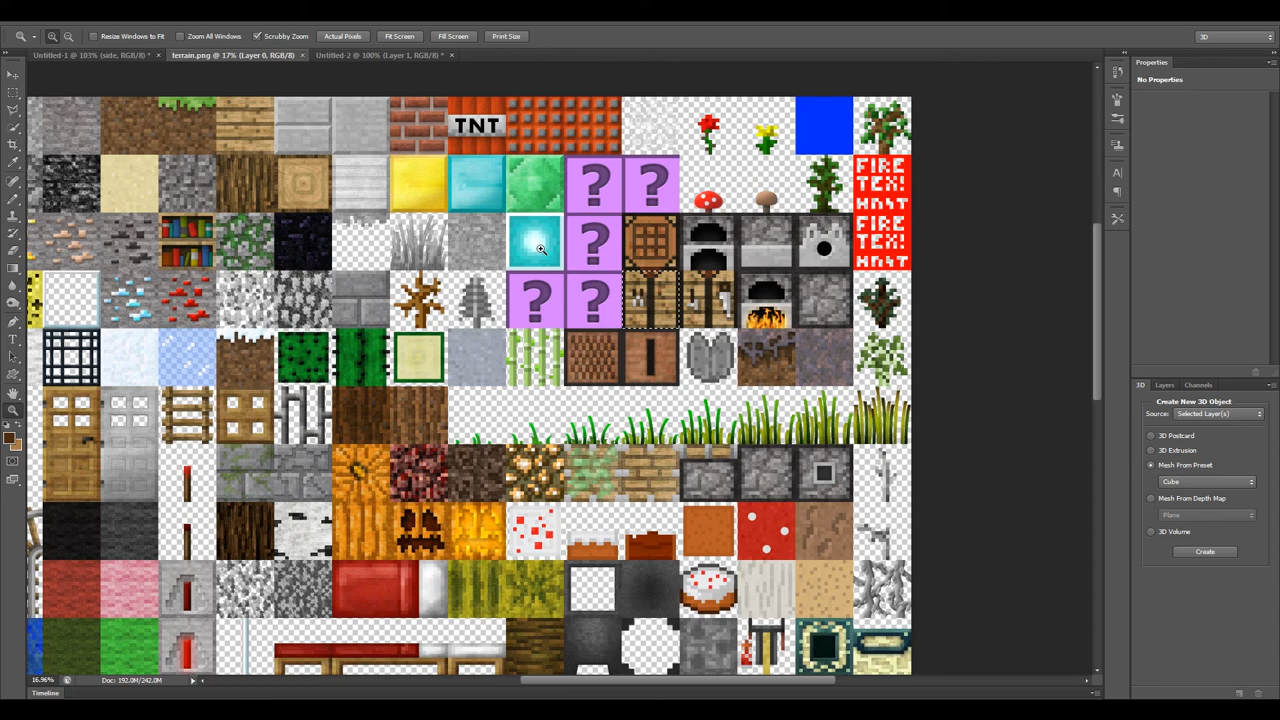 Resize Windows to Fit
Zoom All Windows
Scrubby Zoom
Actual Pixels
Fit Screen
Fill Screen
Print Size
3D
Untitled-1 @ 103% (side, RGB/8) * ×
terrain.png @ 17% (Layer 0, RGB/8) ×
Untitled-2 @ 100% (Layer 1, RGB/8) * ×
Properties
No Properties
TNT
? ?
FIRE
TEX!
?
FIRE
TEX!
? ?
3D Layers Channels
Create New 3D Object
Source: Selected Layer(s)
3D Postcard
3D Extrusion
Mesh From Preset
Cube
Mesh From Depth Map
Plane
3D Volume
Create
16.96%
Doc: 192.0M/242.0M
Timeline